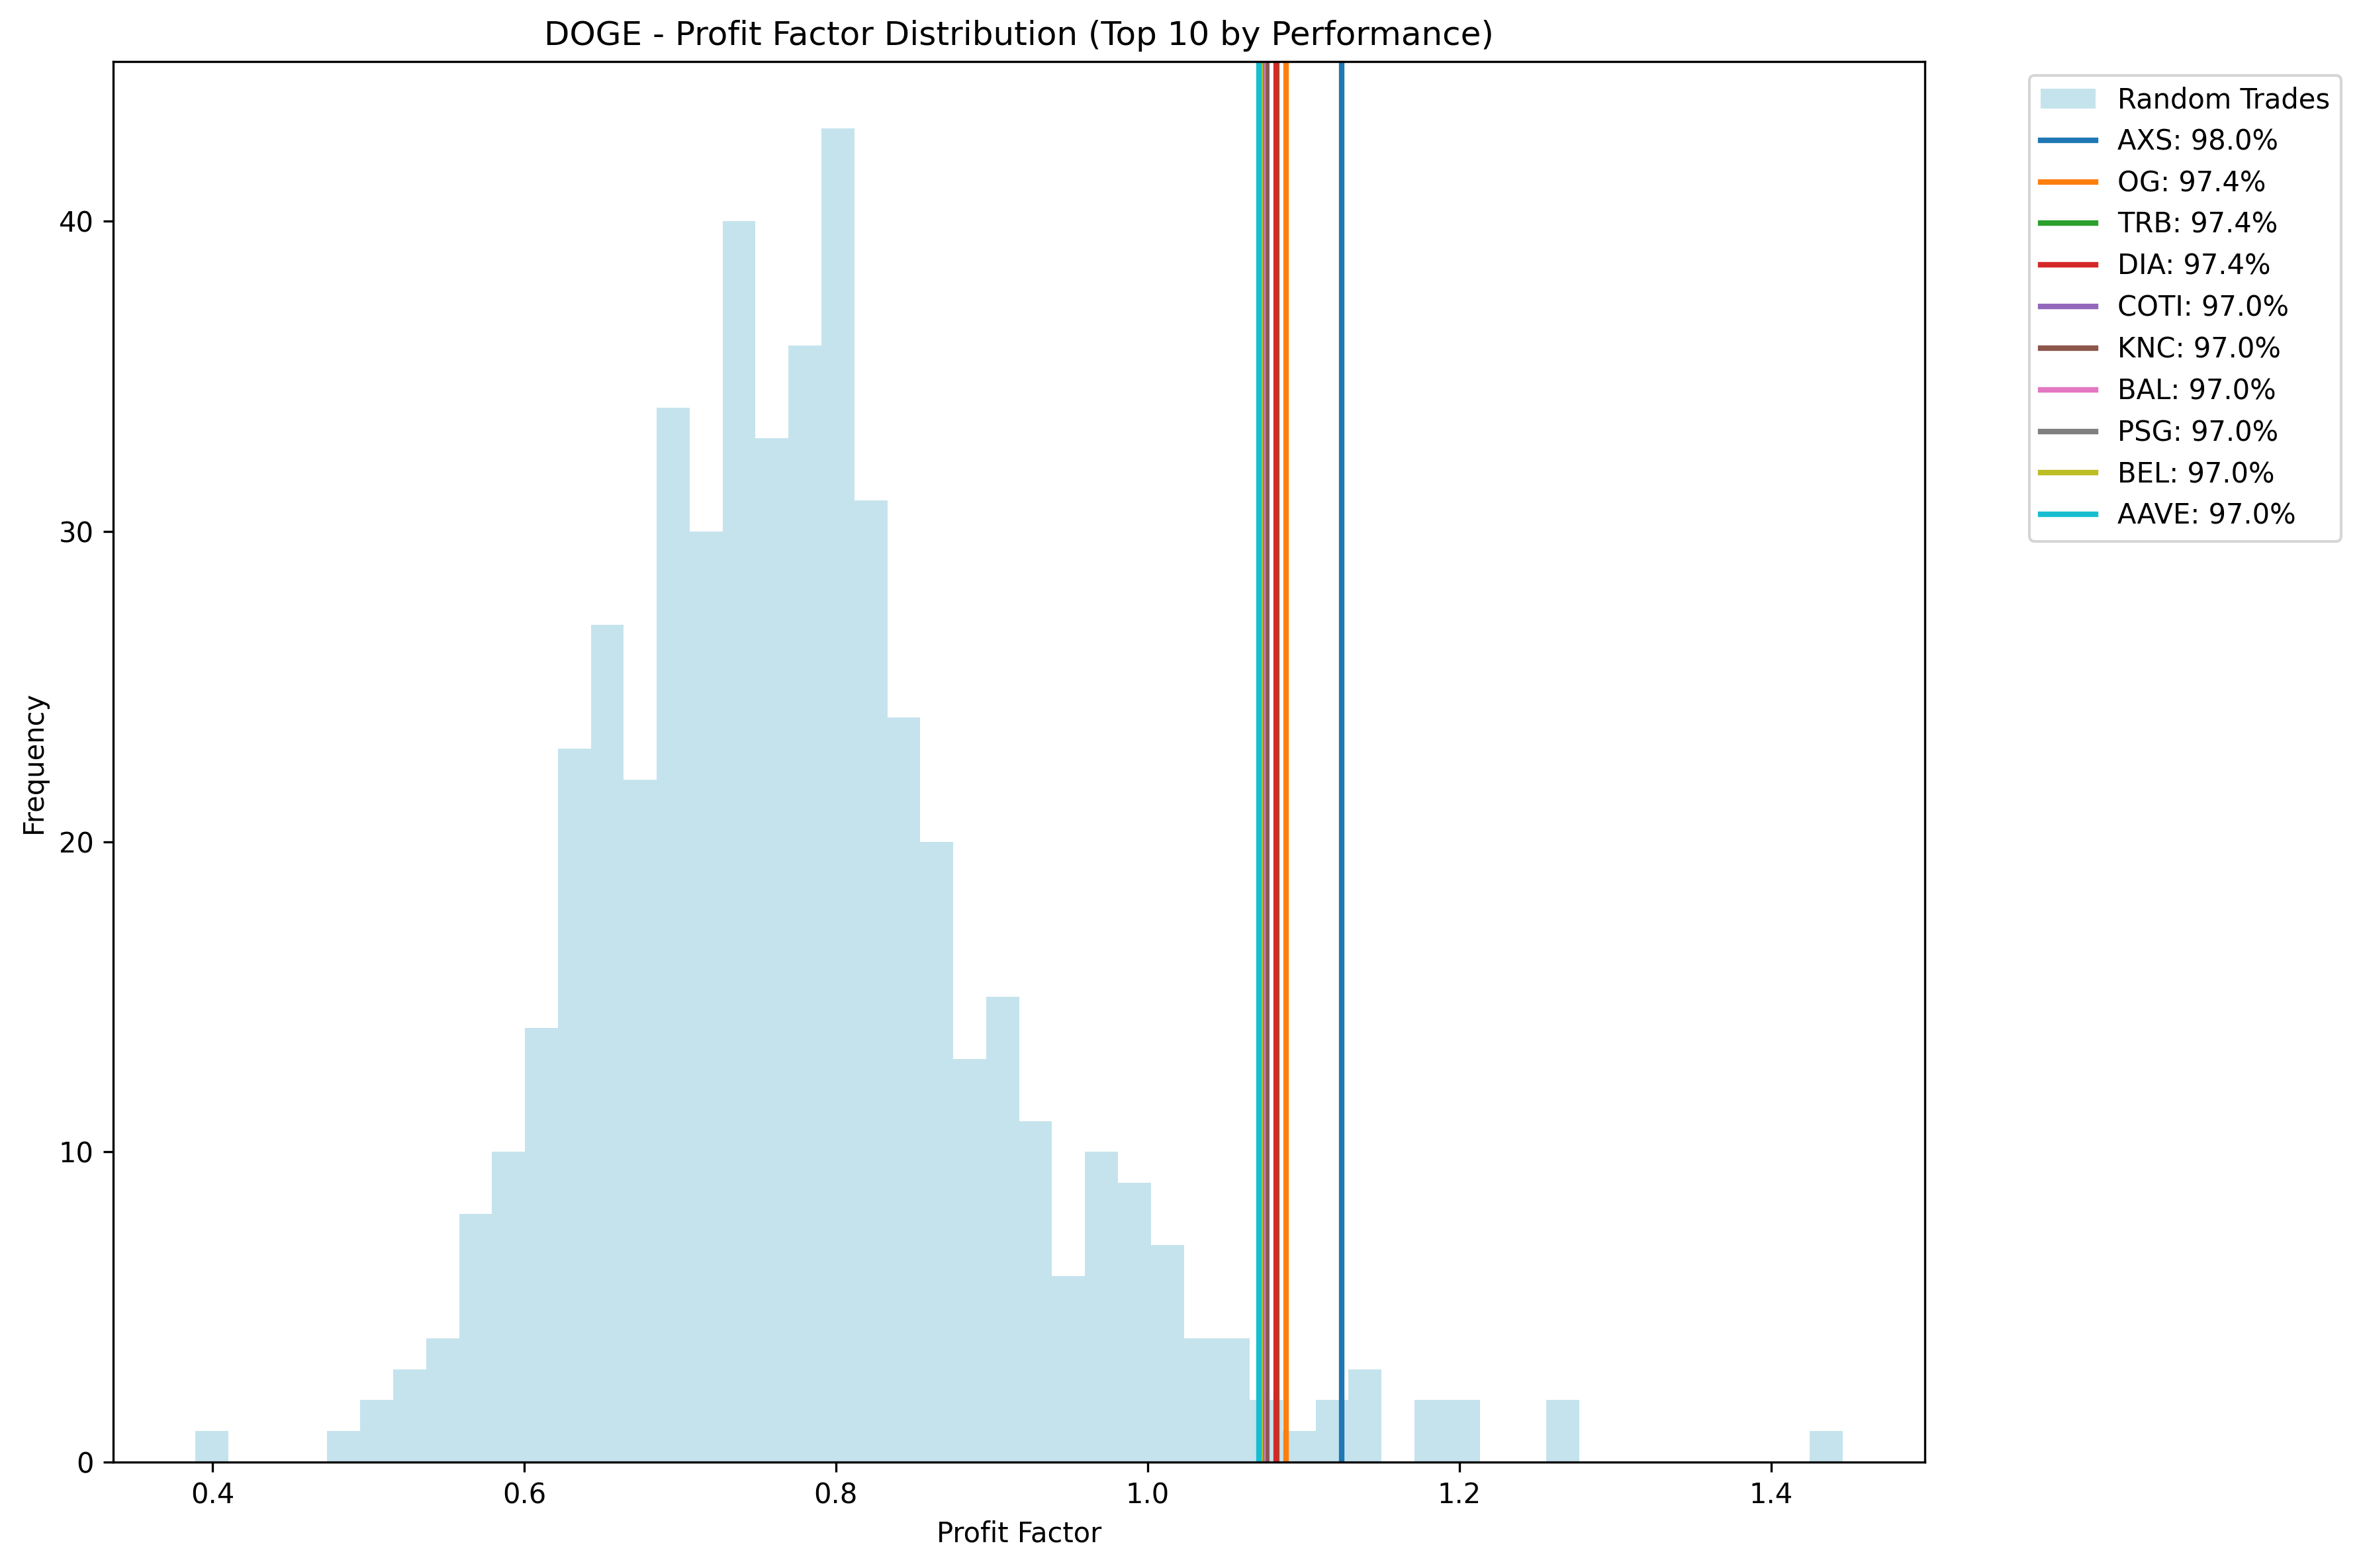 DOGE - Profit Factor Distribution (Top 10 by Performance)
Random Trades
AXS: 98.0%
OG: 97.4%
TRB: 97.4%
DIA: 97.4%
COTI: 97.0%
KNC: 97.0%
BAL: 97.0%
PSG: 97.0%
BEL: 97.0%
AAVE: 97.0%
Frequency
40
30
20
10
0
0.4 0.6 0.8 1.0 1.2 1.4
Profit Factor